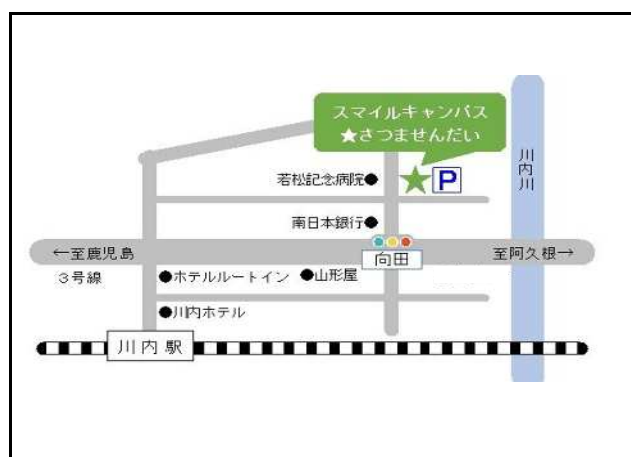 スマイルキャンパス
★さつませんだい
川内川
若松記念病院●
P
南日本銀行●
←至鹿児島
向田
至阿久根→
3号線
●ホテルルートイン
●山形屋
●川内ホテル
川内駅